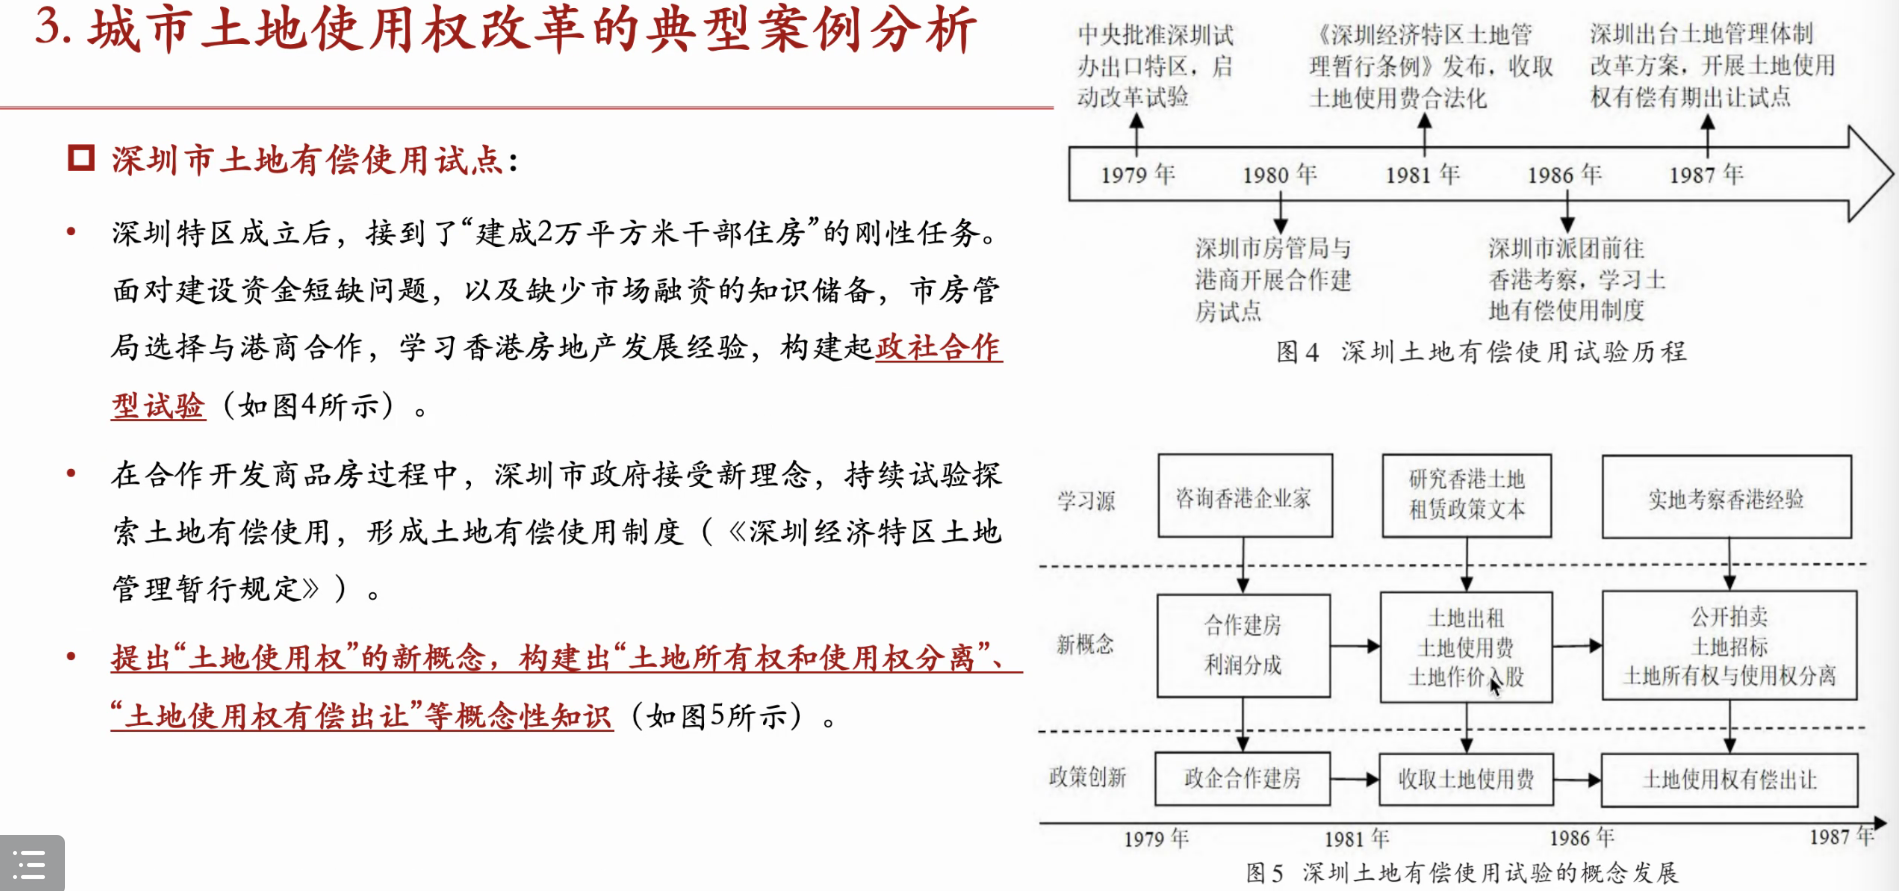 3. 城市土地使用权改革的典型案例分析
深圳市土地有偿使用试点：
• 深圳特区成立后，接到了“建成2万平方米干部住房”的刚性任务。
面对建设资金短缺问题，以及缺少市场融资的知识储备，市房管
局选择与港商合作，学习香港房地产发展经验，构建起政社合作
型试验（如图4所示）。
• 在合作开发商品房过程中，深圳市政府接受新理念，持续试验探
索土地有偿使用，形成土地有偿使用制度（《深圳经济特区土地
管理暂行规定》）。
• 提出“土地使用权”的新概念，构建出“土地所有权和使用权分离”、
“土地使用权有偿出让”等概念性知识（如图5所示）。
中央批准深圳试
办出口特区，启
动改革试验
《深圳经济特区土地管
理暂行条例》发布，收取
土地使用费合法化
深圳出台土地管理体制
改革方案，开展土地使用
权有偿有期出让试点
1979 年 1980 年 1981 年 1986 年 1987 年
深圳市房管局与
港商开展合作建
房试点
深圳市派团前往
香港考察，学习土
地有偿使用制度
图4 深圳土地有偿使用试验历程
学习源
咨询香港企业家
研究香港土地
租赁政策文本
实地考察香港经验
新概念
合作建房
利润分成
土地出租
土地使用费
土地作价入股
公开拍卖
土地招标
土地所有权与使用权分离
政策创新
政企合作建房
收取土地使用费
土地使用权有偿出让
1979 年 1981 年 1986 年 1987 年
图5 深圳土地有偿使用试验的概念发展